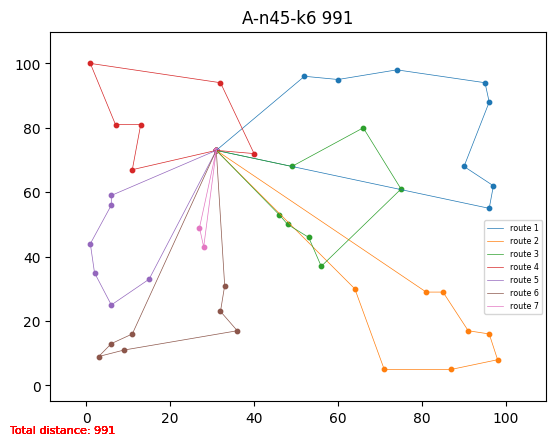 A-n45-k6 991
100
80
60
40
20
0
0 20 40 60 80 100
route 1
route 2
route 3
route 4
route 5
route 6
route 7
Total distance: 991